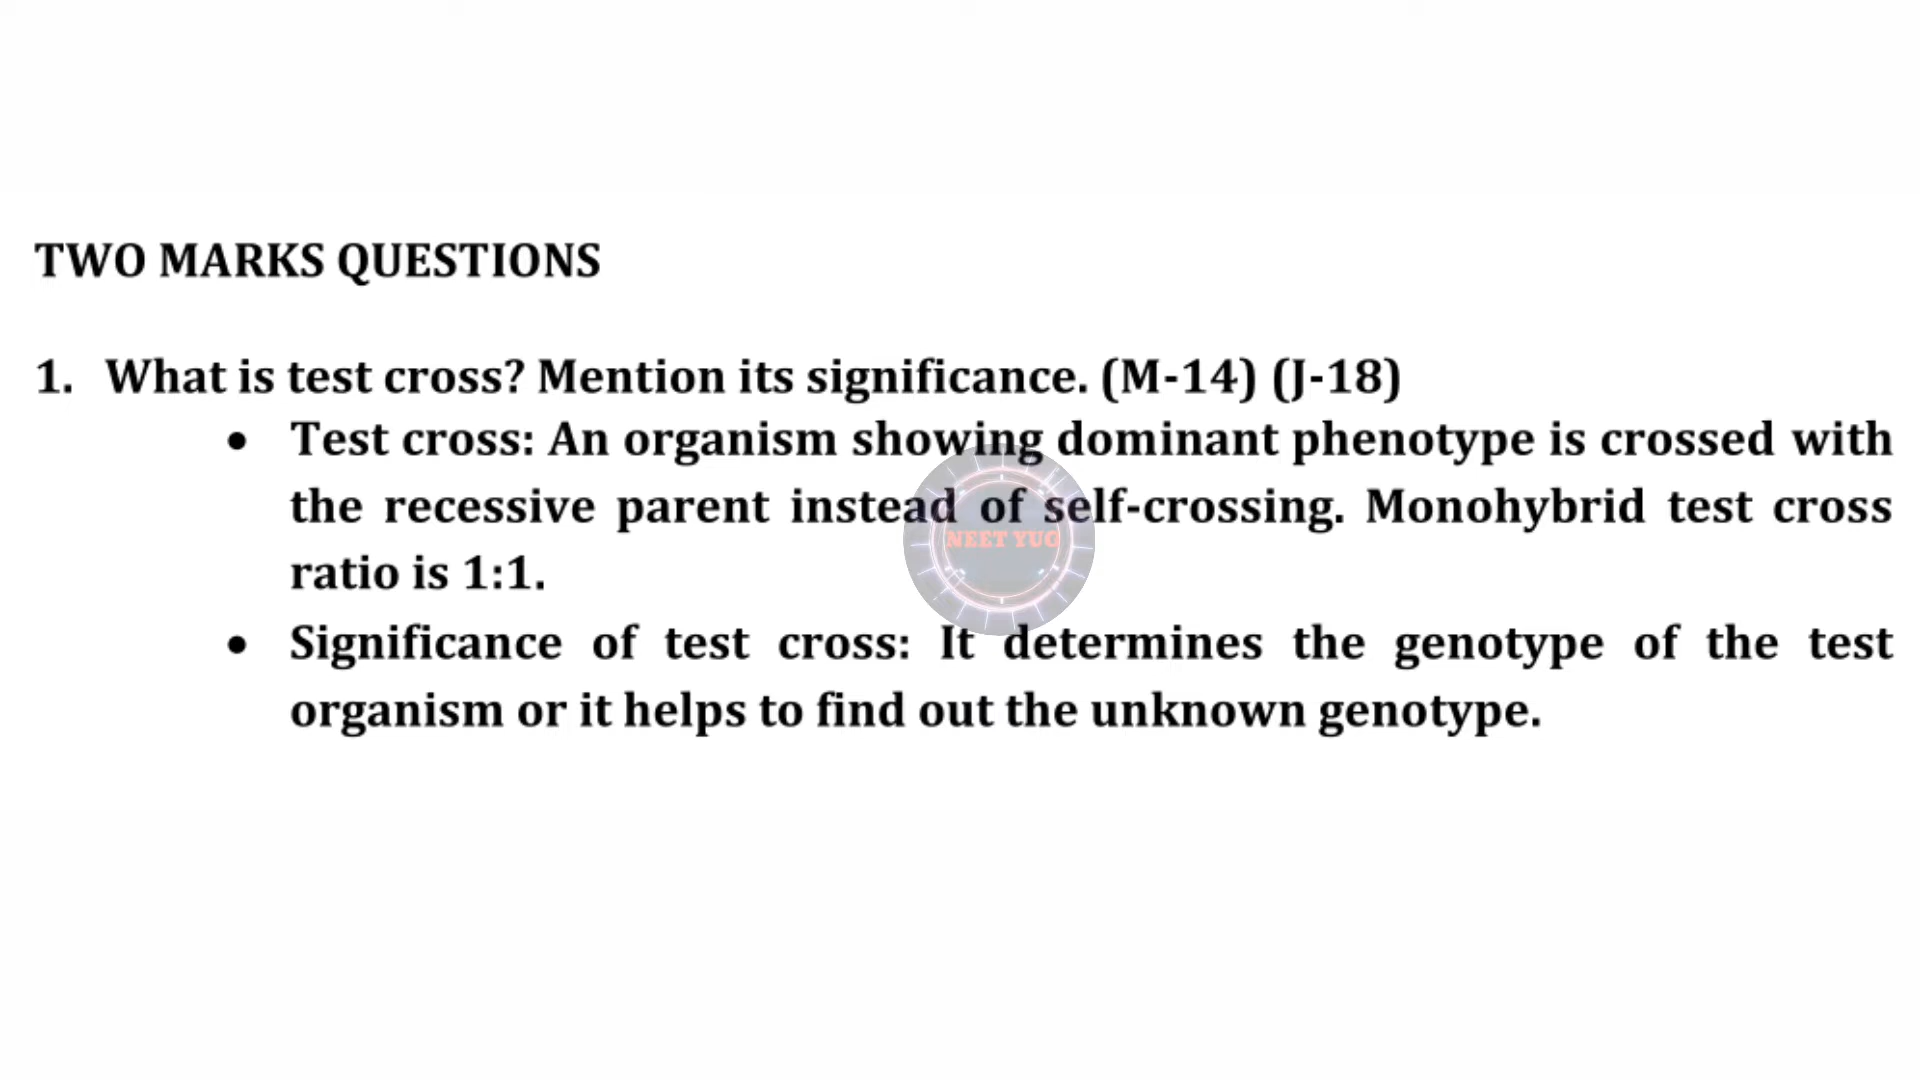 TWO MARKS QUESTIONS
1. What is test cross? Mention its significance. (M-14) (J-18)
• Test cross: An organism showing dominant phenotype is crossed with
the recessive parent instead of self-crossing. Monohybrid test cross
NEET YUG
ratio is 1:1.
• Significance of test cross: It determines the genotype of the test
organism or it helps to find out the unknown genotype.